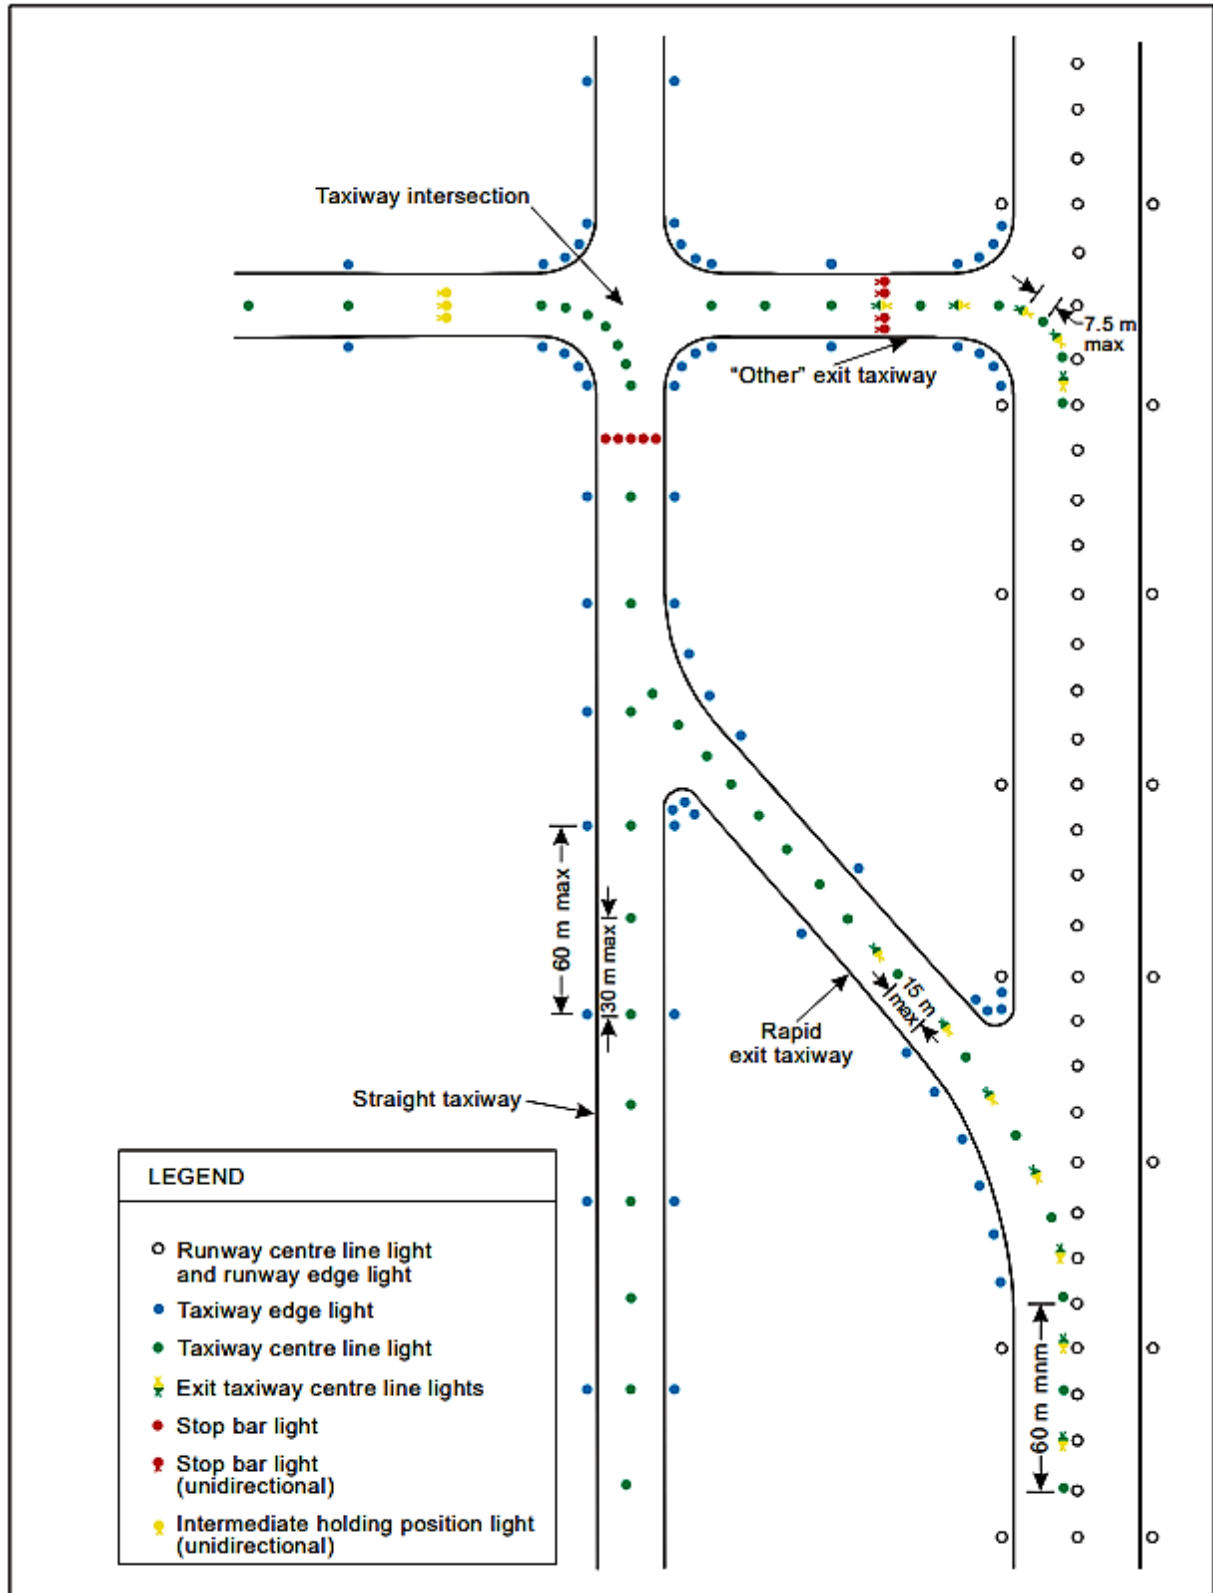 Taxiway intersection
7.5 m
max
"Other" exit taxiway
60 m max
30 m max
15 m
max
Rapid
exit taxiway
Straight taxiway
60 m mnm
LEGEND
Runway centre line light
and runway edge light
Taxiway edge light
Taxiway centre line light
Exit taxiway centre line lights
Stop bar light
Stop bar light
(unidirectional)
Intermediate holding position light
(unidirectional)